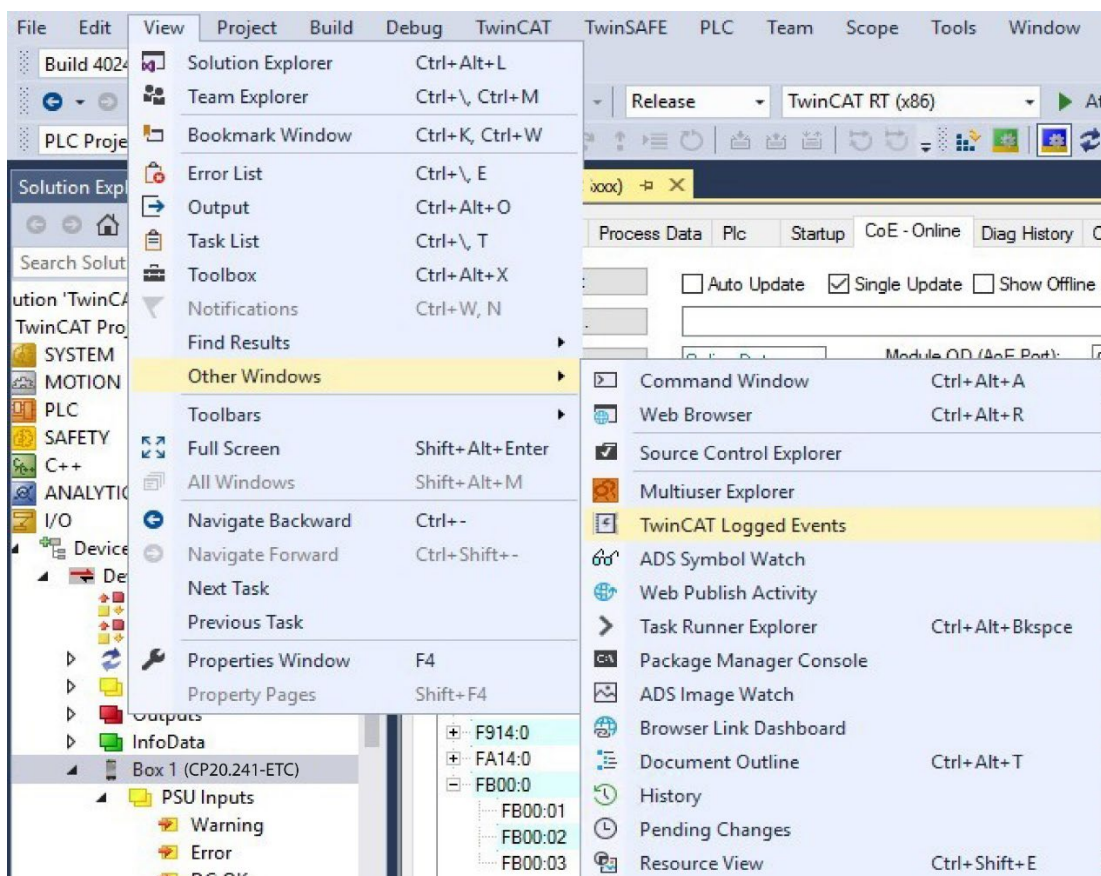 File Edit View Project Build Debug TwinCAT TwinSAFE PLC Team Scope Tools Window
Build 4024
Solution Explorer Ctrl+Alt+L
Team Explorer Ctrl+\, Ctrl+M
Release TwinCAT RT (x86)
Bookmark Window Ctrl+K, Ctrl+W
PLC Proje
Error List Ctrl+\, E
Solution Expl
Output Ctrl+Alt+O
Task List Ctrl+\, T
Process Data Plc Startup CoE - Online Diag History
Search Solut
Toolbox Ctrl+Alt+X
Auto Update Single Update Show Offline
ution 'TwinCA
Notifications Ctrl+W, N
TwinCAT Proj
Find Results
SYSTEM
Module OD (AoE Port):
MOTION
Other Windows
Command Window Ctrl+Alt+A
PLC
Toolbars
Web Browser Ctrl+Alt+R
SAFETY
Full Screen Shift+Alt+Enter
Source Control Explorer
C++
All Windows Shift+Alt+M
Multiuser Explorer
ANALYTIC
I/O
Navigate Backward Ctrl+-
TwinCAT Logged Events
Device
Navigate Forward Ctrl+Shift+-
ADS Symbol Watch
De
Next Task
Web Publish Activity
Previous Task
Task Runner Explorer Ctrl+Alt+Bkspce
Properties Window F4
Package Manager Console
Property Pages Shift+F4
ADS Image Watch
Outputs
F914:0
Browser Link Dashboard
InfoData
FA14:0
Document Outline Ctrl+Alt+T
Box 1 (CP20.241-ETC)
FB00:0
History
PSU Inputs
FB00:01
Warning
FB00:02
Pending Changes
Error
FB00:03
Resource View Ctrl+Shift+E